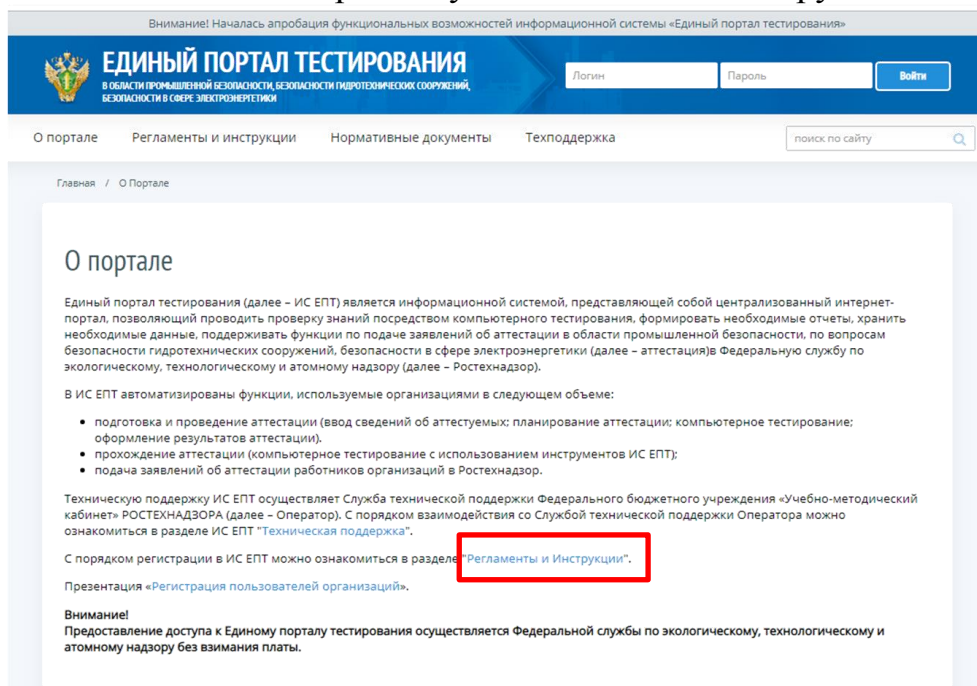 Внимание! Началась апробация функциональных возможностей информационной системы «Единый портал тестирования»
ЕДИНЫЙ ПОРТАЛ ТЕСТИРОВАНИЯ
В ОБЛАСТИ ПРОМЫШЛЕННОЙ БЕЗОПАСНОСТИ, БЕЗОПАСНОСТИ ГИДРОТЕХНИЧЕСКИХ СООРУЖЕНИЙ,
БЕЗОПАСНОСТИ В СФЕРЕ ЭЛЕКТРОЭНЕРГЕТИКИ
Логин Пароль Войти
О портале Регламенты и инструкции Нормативные документы Техподдержка поиск по сайту
Главная / О Портале
О портале
Единый портал тестирования (далее – ИС ЕПТ) является информационной системой, представляющей собой централизованный интернет-
портал, позволяющий проводить проверку знаний посредством компьютерного тестирования, формировать необходимые отчеты, хранить
необходимые данные, поддерживать функции по подаче заявлений об аттестации в области промышленной безопасности, по вопросам
безопасности гидротехнических сооружений, безопасности в сфере электроэнергетики (далее – аттестация)в Федеральную службу по
экологическому, технологическому и атомному надзору (далее – Ростехнадзор).
В ИС ЕПТ автоматизированы функции, используемые организациями в следующем объеме:
• подготовка и проведение аттестации (ввод сведений об аттестуемых; планирование аттестации; компьютерное тестирование;
оформление результатов аттестации).
• прохождение аттестации (компьютерное тестирование с использованием инструментов ИС ЕПТ);
• подача заявлений об аттестации работников организаций в Ростехнадзор.
Техническую поддержку ИС ЕПТ осуществляет Служба технической поддержки Федерального бюджетного учреждения «Учебно-методический
кабинет» РОСТЕХНАДЗОРА (далее – Оператор). С порядком взаимодействия со Службой технической поддержки Оператора можно
ознакомиться в разделе ИС ЕПТ "Техническая поддержка".
С порядком регистрации в ИС ЕПТ можно ознакомиться в разделе "Регламенты и Инструкции".
Презентация «Регистрация пользователей организаций».
Внимание!
Предоставление доступа к Единому порталу тестирования осуществляется Федеральной службы по экологическому, технологическому и
атомному надзору без взимания платы.